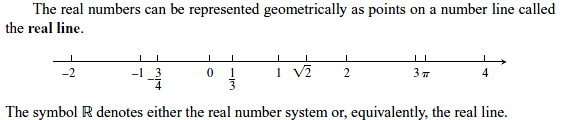 The real numbers can be represented geometrically as points on a number line called
the real line.
–2 –1 –3/4 0 1/3 1 √2 2 3 π 4
The symbol ℝ denotes either the real number system or, equivalently, the real line.